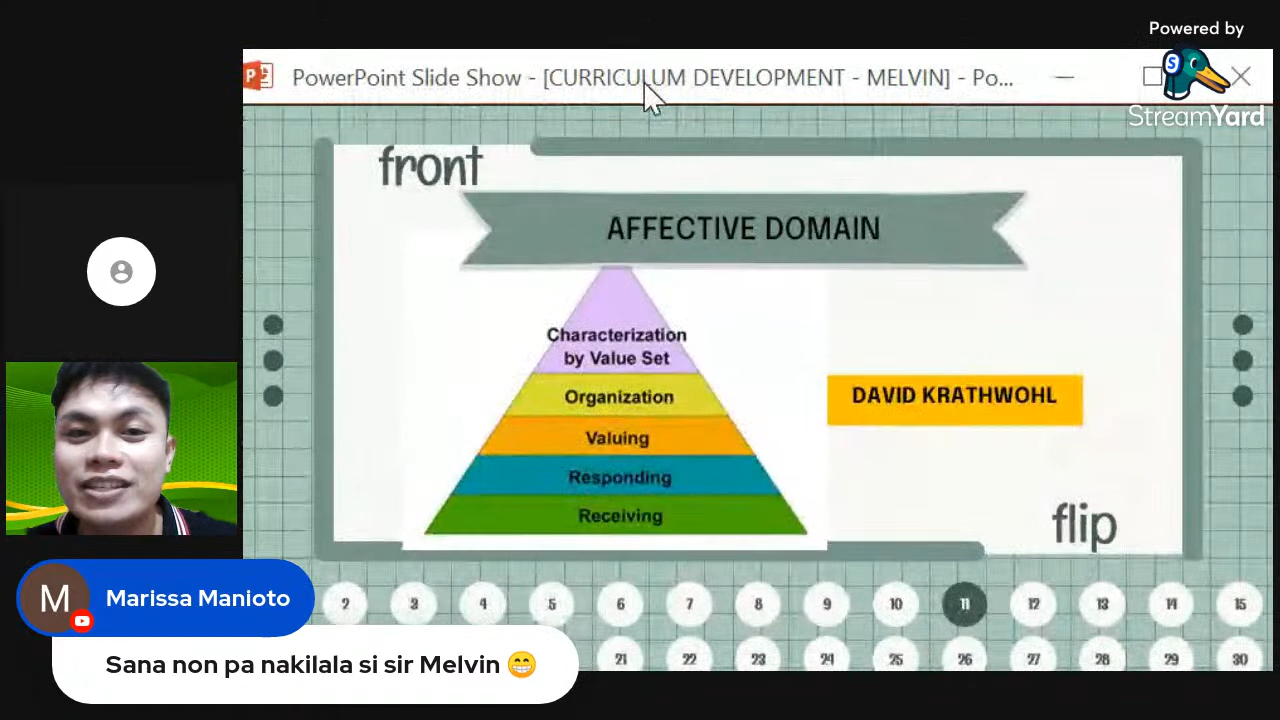 Powered by
StreamYard
PowerPoint Slide Show - [CURRICULUM DEVELOPMENT - MELVIN] - Po...
front
AFFECTIVE DOMAIN
Characterization
by Value Set
Organization
Valuing
Responding
Receiving
DAVID KRATHWOHL
flip
2 3 4 5 6 7 8 9 10 11 12 13 14 15
21 22 23 24 25 26 27 28 29 30
M
Marissa Manioto
Sana non pa nakilala si sir Melvin 😁